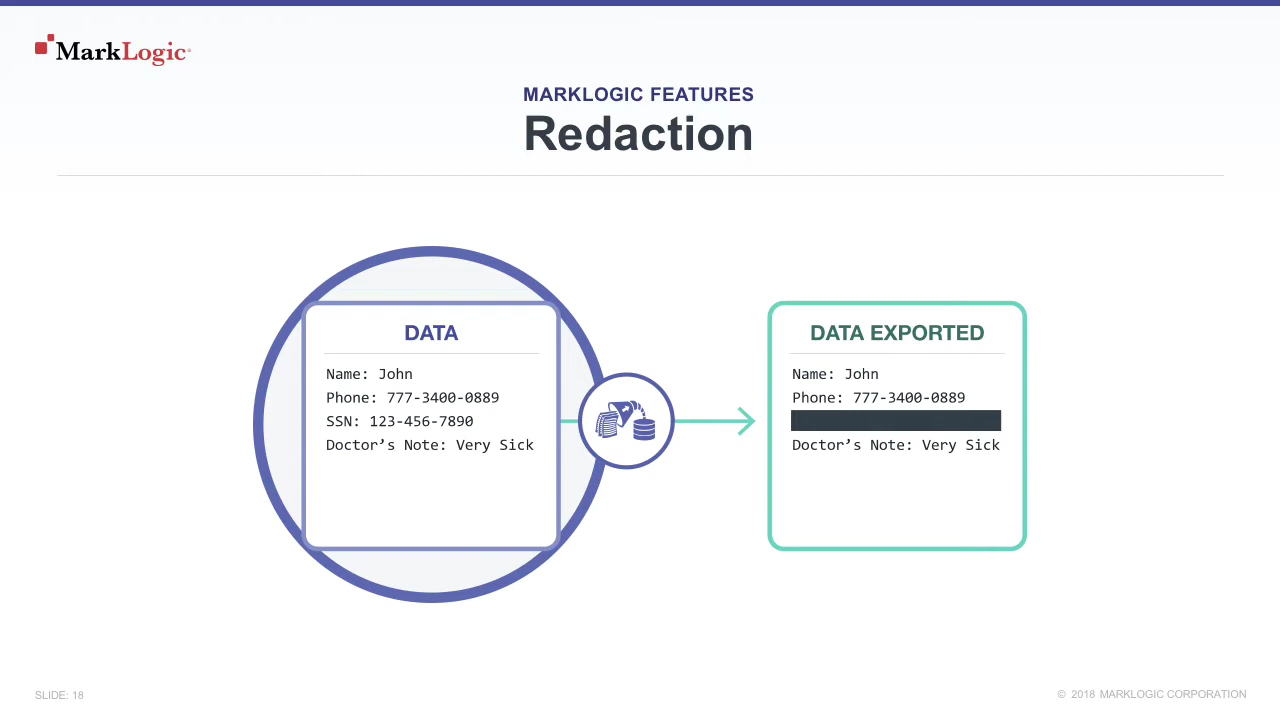 MarkLogic
MARKLOGIC FEATURES
Redaction
DATA
Name: John
Phone: 777-3400-0889
SSN: 123-456-7890
Doctor’s Note: Very Sick
DATA EXPORTED
Name: John
Phone: 777-3400-0889
Doctor’s Note: Very Sick
SLIDE: 18
© 2018 MARKLOGIC CORPORATION